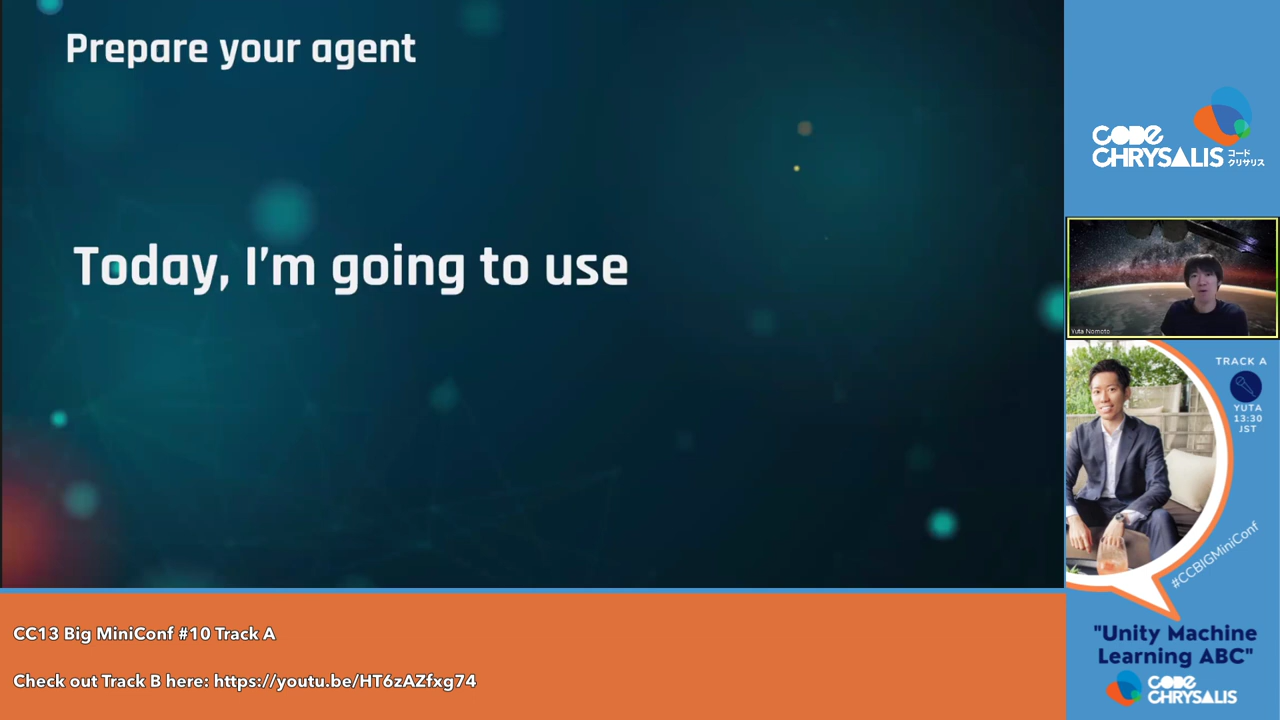 Prepare your agent
Today, I'm going to use
CODE
CHRYSALIS
コード
クリサリス
Yuta Nomoto
TRACK A
YUTA
13:30
JST
#CCBIGMiniConf
"Unity Machine
Learning ABC"
CODE
CHRYSALIS
CC13 Big MiniConf #10 Track A
Check out Track B here: https://youtu.be/HT6zAZfxg74